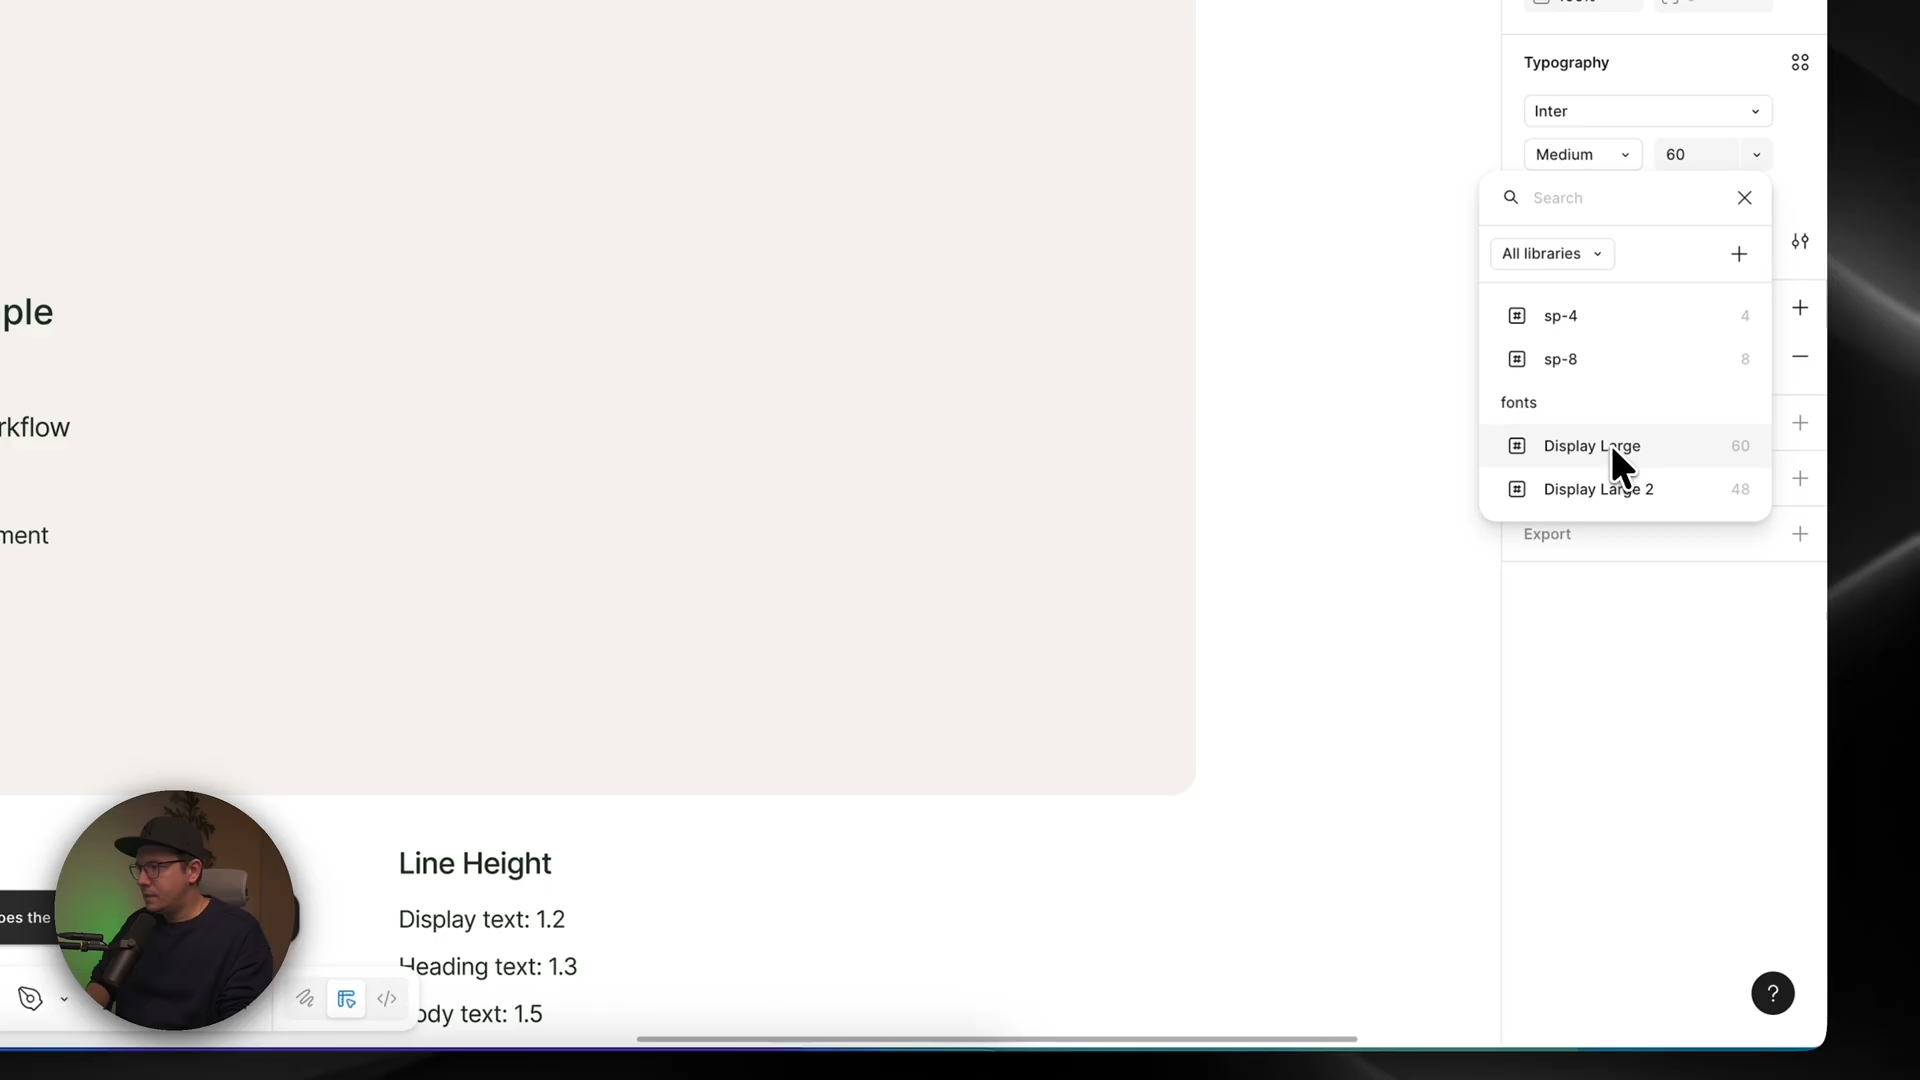 Typography
Inter
Medium
60
Search
All libraries
sp-4
4
sp-8
8
fonts
Display Large
60
Display Large 2
48
Export
ple
rkflow
ment
Line Height
Display text: 1.2
Heading text: 1.3
ody text: 1.5
oes the
?